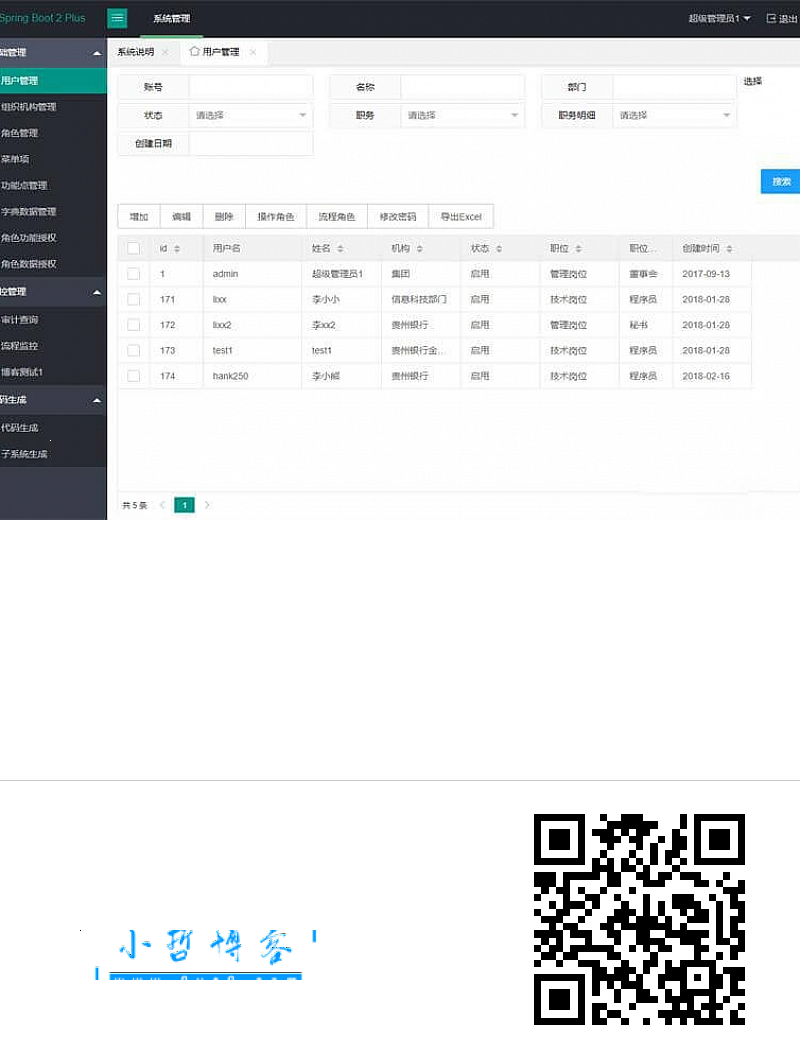 Spring Boot 2 Plus
系统管理
超级管理员1
退出
础管理
系统说明
用户管理
用户管理
账号
名称
部门
选择
组织机构管理
状态
请选择
职务
请选择
职务明细
请选择
角色管理
创建日期
菜单项
功能点管理
搜索
字典数据管理
增加
编辑
删除
操作角色
流程角色
修改密码
导出Excel
角色功能授权
id
用户名
姓名
机构
状态
职位
职位...
创建时间
角色数据授权
1 admin 超级管理员1 集团 启用 管理岗位 董事会 2017-09-13
控管理
171 lixx 李小小 信息科技部门 启用 技术岗位 程序员 2018-01-28
审计查询
172 lixx2 李xx2 贵州银行 启用 管理岗位 秘书 2018-01-28
流程监控
173 test1 test1 贵州银行金... 启用 技术岗位 程序员 2018-01-28
博客测试1
174 hank250 李小熊 贵州银行 启用 技术岗位 程序员 2018-02-16
码生成
代码生成
子系统生成
共 5 条
1
小哲博客